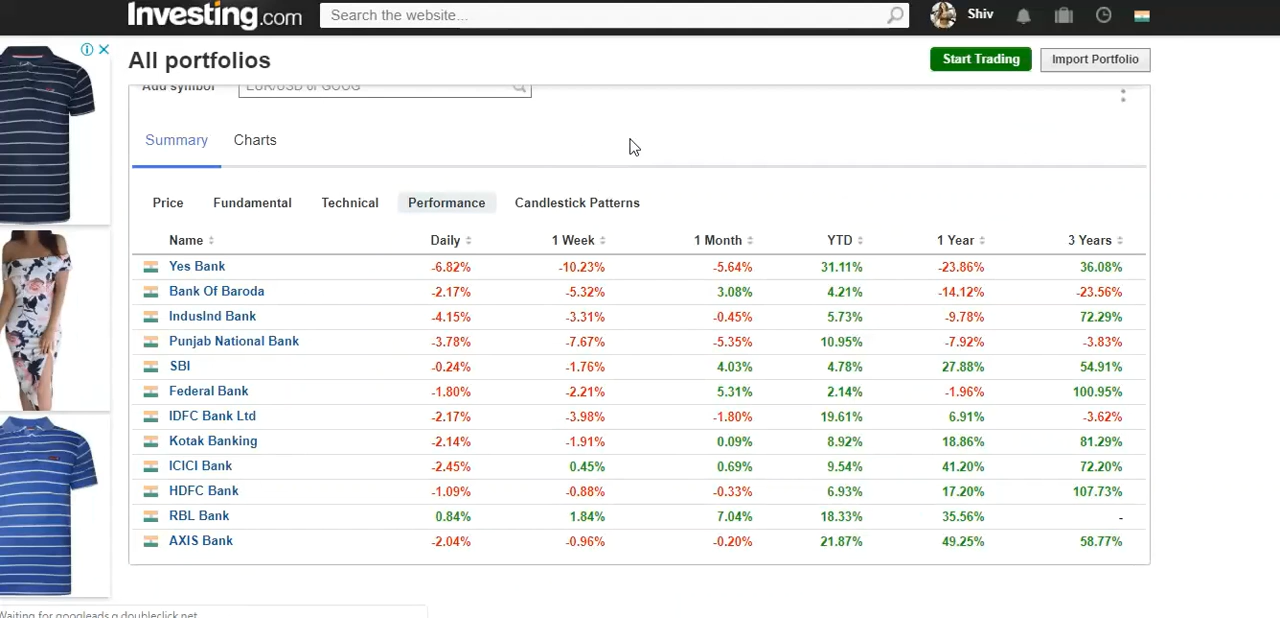 Investing.com Search the website... Shiv
All portfolios Start Trading Import Portfolio
Add symbol EUR/USD or GOOG
Summary Charts
Price Fundamental Technical Performance Candlestick Patterns
Name Daily 1 Week 1 Month YTD 1 Year 3 Years
Yes Bank -6.82% -10.23% -5.64% 31.11% -23.86% 36.08%
Bank Of Baroda -2.17% -5.32% 3.08% 4.21% -14.12% -23.56%
IndusInd Bank -4.15% -3.31% -0.45% 5.73% -9.78% 72.29%
Punjab National Bank -3.78% -7.67% -5.35% 10.95% -7.92% -3.83%
SBI -0.24% -1.76% 4.03% 4.78% 27.88% 54.91%
Federal Bank -1.80% -2.21% 5.31% 2.14% -1.96% 100.95%
IDFC Bank Ltd -2.17% -3.98% -1.80% 19.61% 6.91% -3.62%
Kotak Banking -2.14% -1.91% 0.09% 8.92% 18.86% 81.29%
ICICI Bank -2.45% 0.45% 0.69% 9.54% 41.20% 72.20%
HDFC Bank -1.09% -0.88% -0.33% 6.93% 17.20% 107.73%
RBL Bank 0.84% 1.84% 7.04% 18.33% 35.56% -
AXIS Bank -2.04% -0.96% -0.20% 21.87% 49.25% 58.77%
Waiting for googleads.g.doubleclick.net